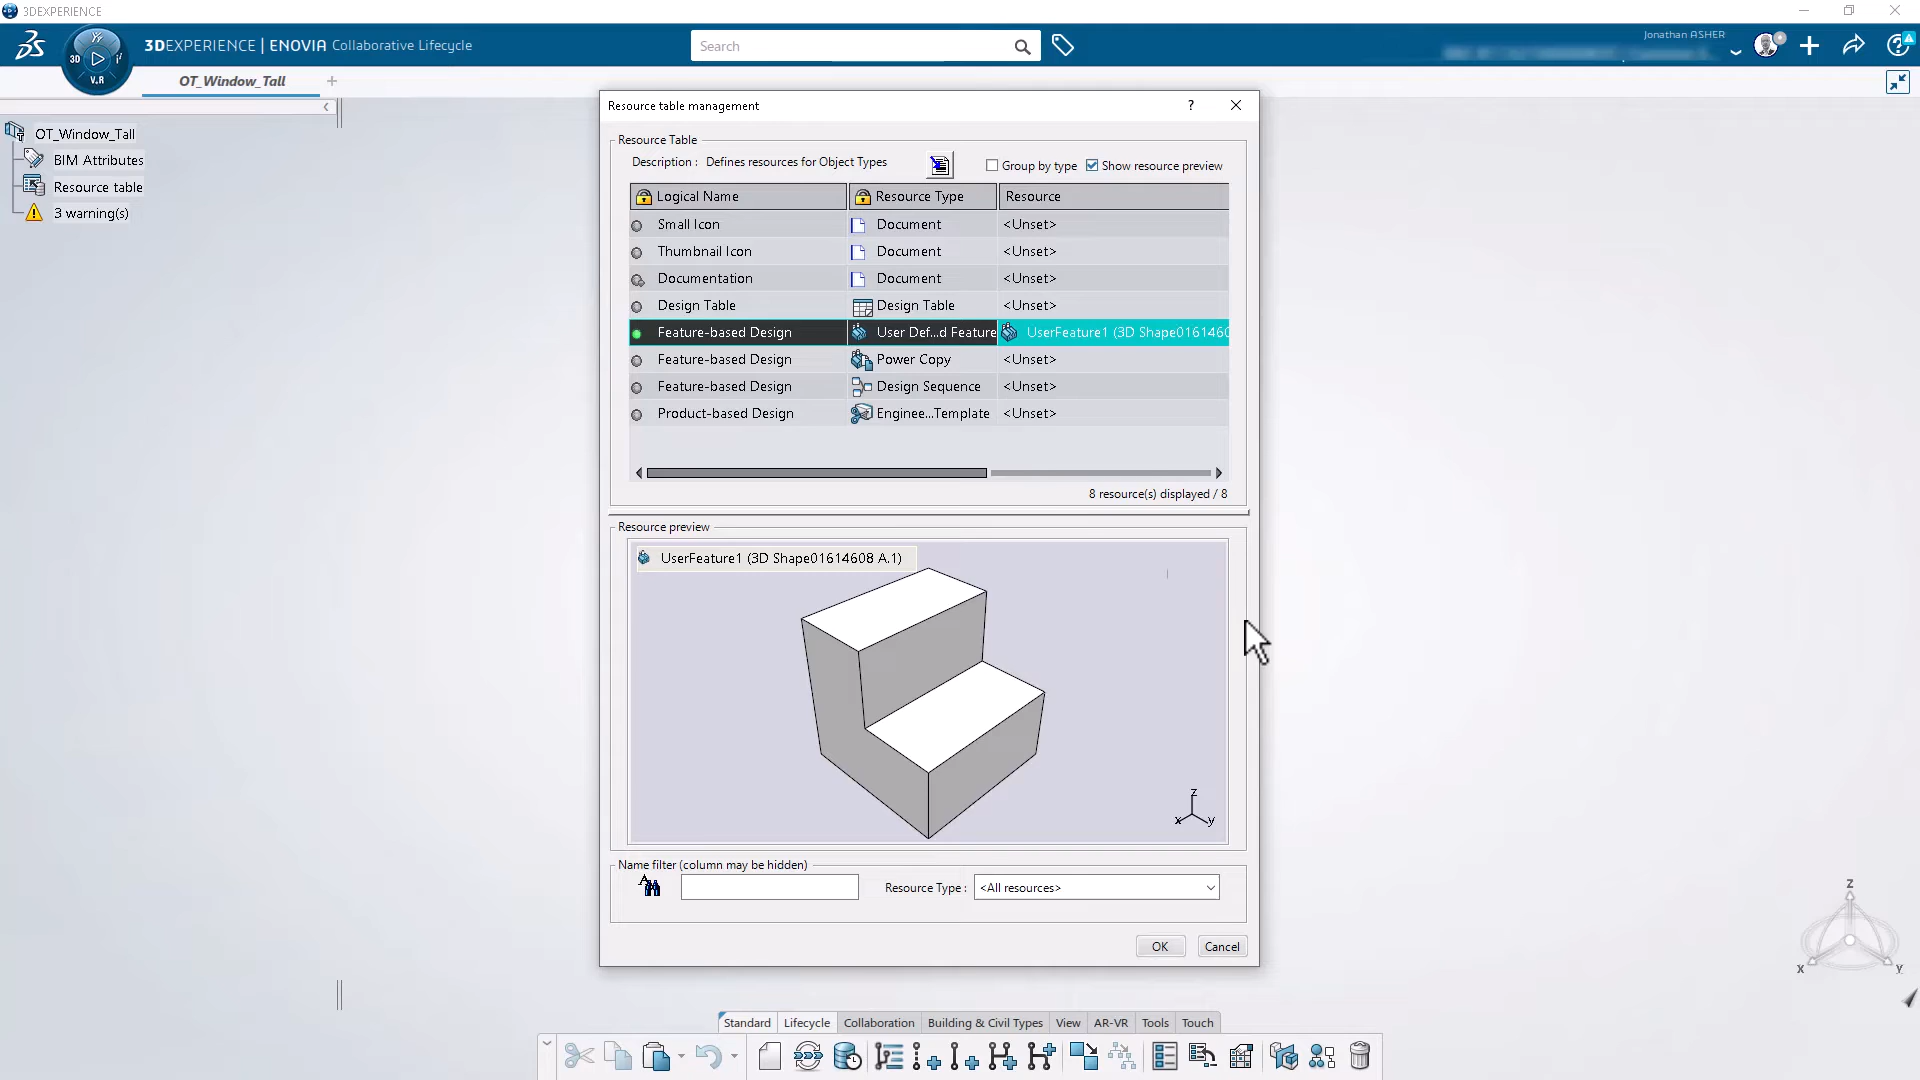 3DEXPERIENCE
3DEXPERIENCE | ENOVIA Collaborative Lifecycle
Search
Jonathan ASHER
3D
V.R
OT_Window_Tall
OT_Window_Tall
BIM Attributes
Resource table
3 warning(s)
Resource table management
Resource Table
Description : Defines resources for Object Types
Group by type
Show resource preview
Logical Name Resource Type Resource
Small Icon Document <Unset>
Thumbnail Icon Document <Unset>
Documentation Document <Unset>
Design Table Design Table <Unset>
Feature-based Design User Def...d Feature UserFeature1 (3D Shape0161460
Feature-based Design Power Copy <Unset>
Feature-based Design Design Sequence <Unset>
Product-based Design Enginee...Template <Unset>
8 resource(s) displayed / 8
Resource preview
UserFeature1 (3D Shape01614608 A.1)
z
x y
Name filter (column may be hidden)
Resource Type : <All resources>
OK Cancel
Z
X Y
Standard Lifecycle Collaboration Building & Civil Types View AR-VR Tools Touch